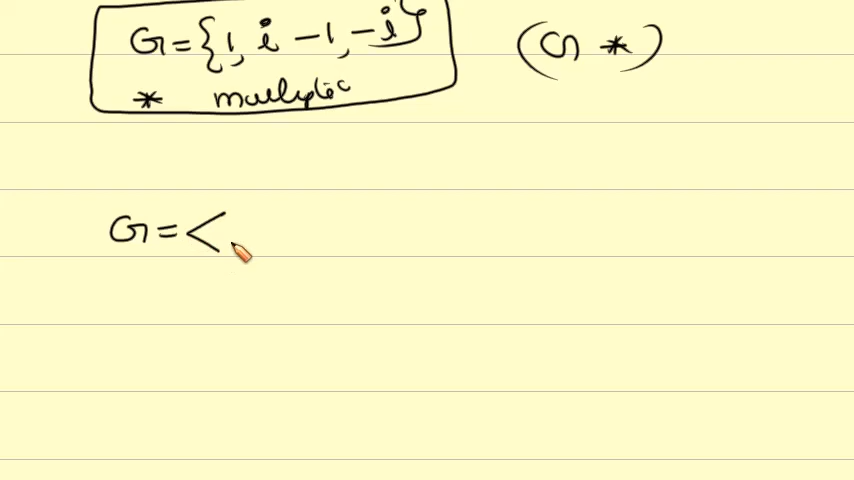 G = {1, i -1, -i} (G *)
* multiplic
G = <